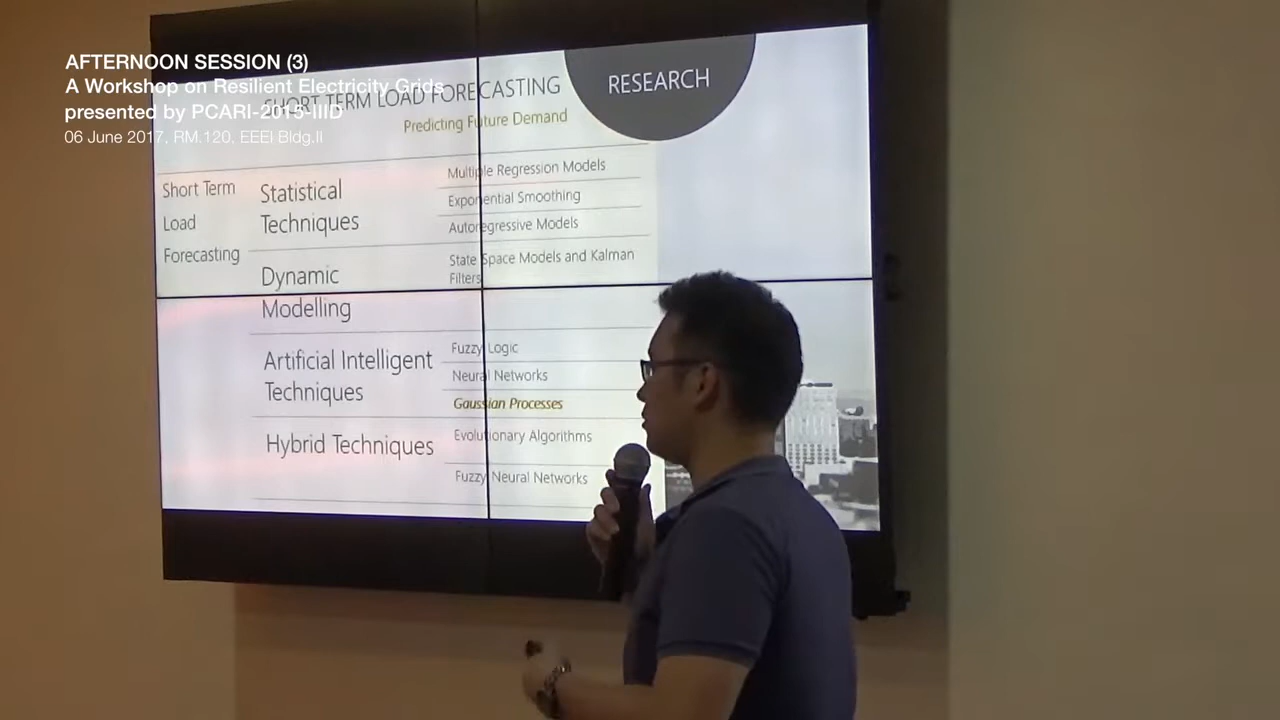 AFTERNOON SESSION (3)
A Workshop on Resilient Electricity Grids
presented by PCARI-2015-IIID
06 June 2017, RM.120, EEEI Bldg.II
SHORT TERM LOAD FORECASTING
Predicting Future Demand
RESEARCH
Short Term
Load
Forecasting
Statistical
Techniques
Multiple Regression Models
Exponential Smoothing
Autoregressive Models
Dynamic
Modelling
State Space Models and Kalman
Filters
Artificial Intelligent
Techniques
Fuzzy Logic
Neural Networks
Gaussian Processes
Hybrid Techniques
Evolutionary Algorithms
Fuzzy Neural Networks